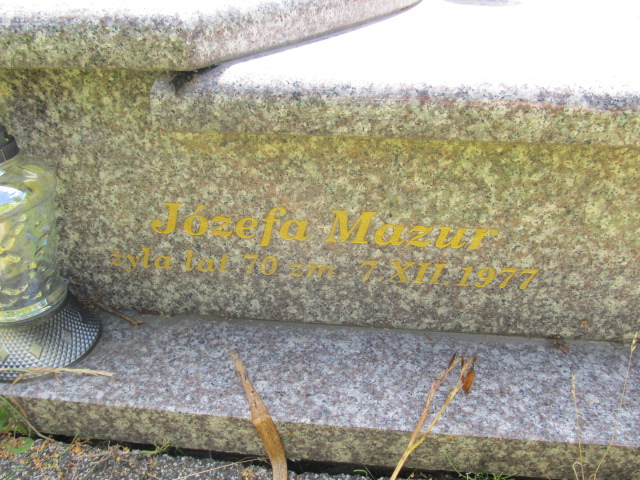 Józefa Mazur
żyła lat 70 zm. 7.XII.1977